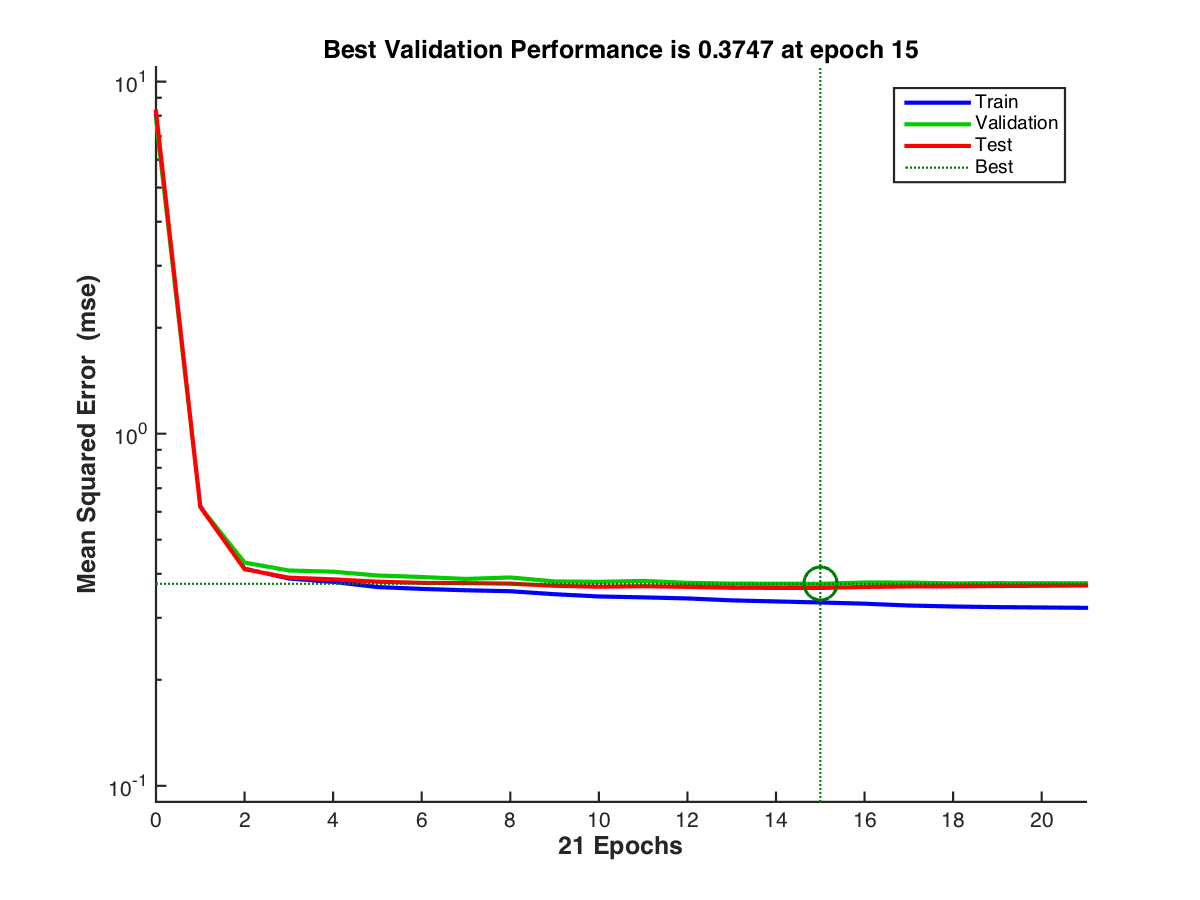 Best Validation Performance is 0.3747 at epoch 15
Mean Squared Error  (mse)
10^1
10^0
10^-1
Train
Validation
Test
Best
0 2 4 6 8 10 12 14 16 18 20
21 Epochs